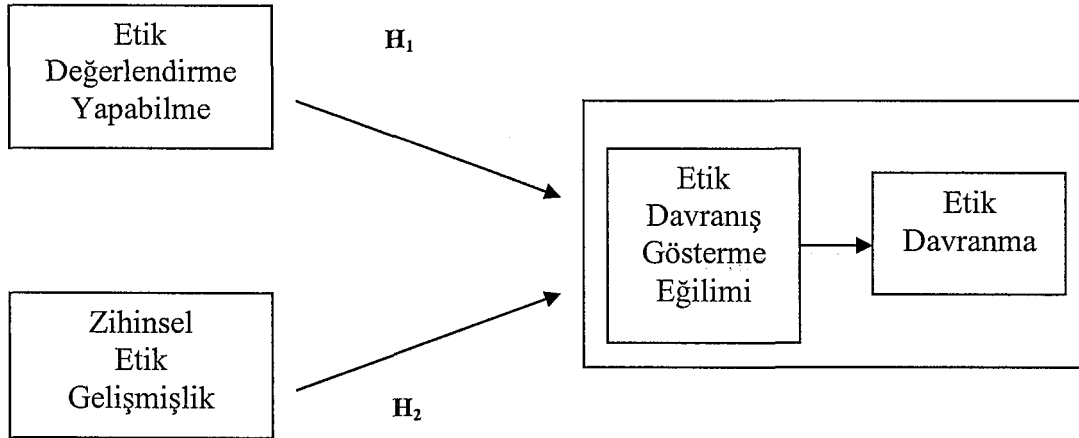 Etik
Değerlendirme
Yapabilme
H₁
Etik
Davranış
Gösterme
Eğilimi
Etik
Davranma
Zihinsel
Etik
Gelişmişlik
H₂